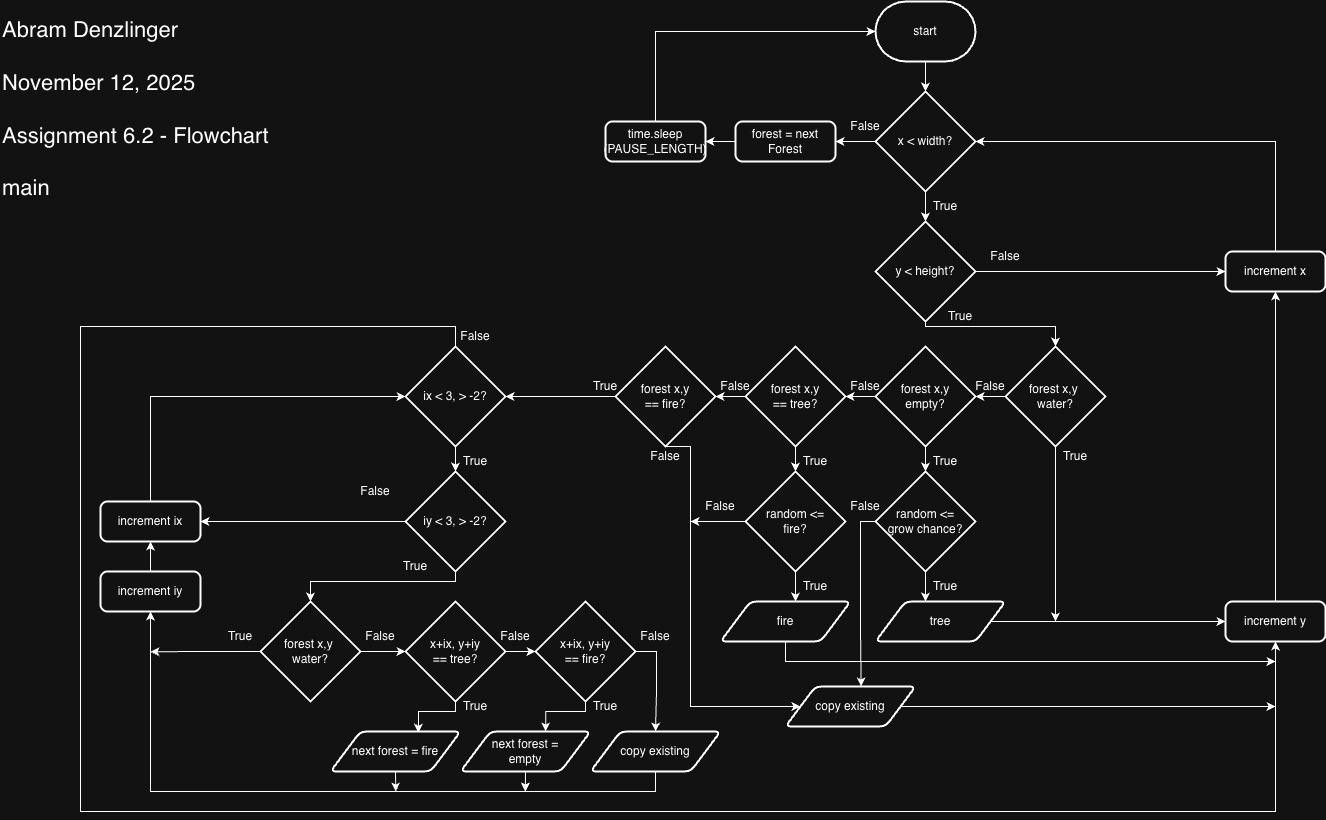 Abram Denzlinger
November 12, 2025
Assignment 6.2 - Flowchart
main
start
time.sleep
(PAUSE_LENGTH)
forest = next
Forest
False
x < width?
True
y < height?
False
increment x
True
False
ix < 3, > -2?
True
forest x,y
== fire?
False
forest x,y
== tree?
False
forest x,y
empty?
False
forest x,y
water?
True
False
True
True
True
False
increment ix
iy < 3, > -2?
False
random <=
fire?
False
random <=
grow chance?
True
increment iy
True
True
True
forest x,y
water?
False
x+ix, y+iy
== tree?
False
x+ix, y+iy
== fire?
False
fire
tree
increment y
True
True
copy existing
next forest = fire
next forest =
empty
copy existing